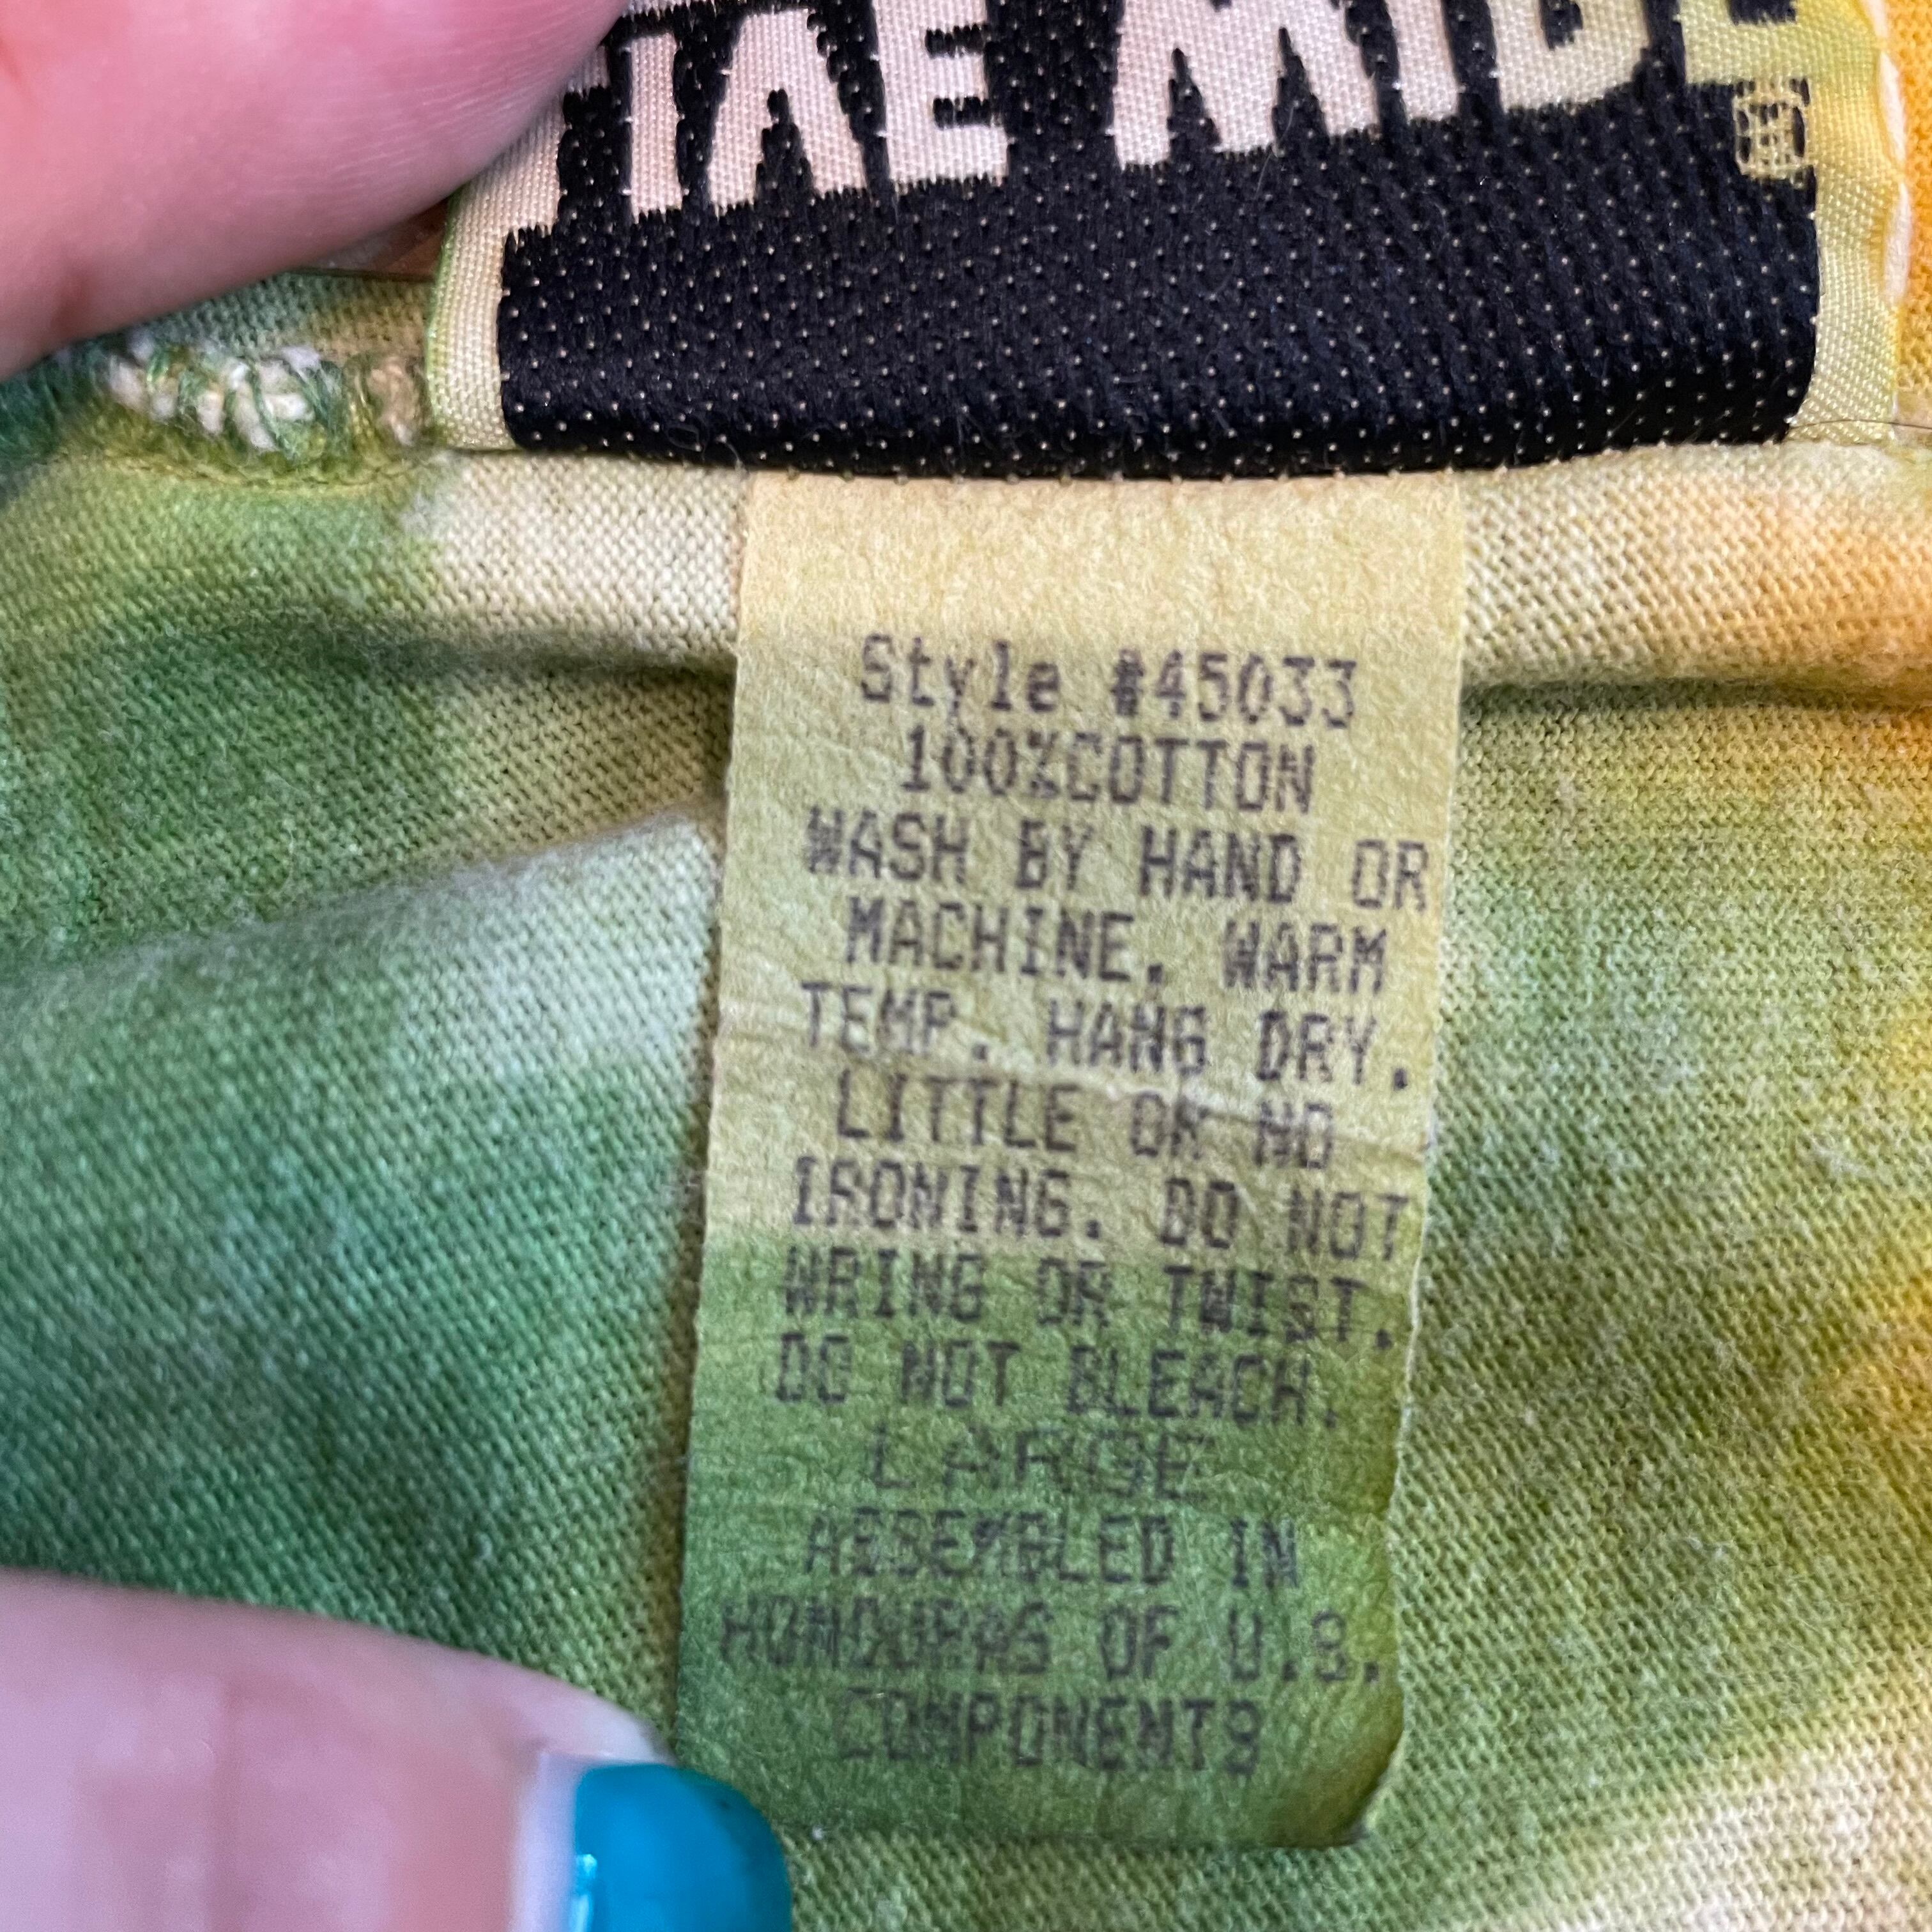 Style #45033
100%COTTON
WASH BY HAND OR
MACHINE. WARM
TEMP. HANG DRY.
LITTLE OR NO
IRONING. DO NOT
WRING OR TWIST.
DO NOT BLEACH.
LARGE
ASSEMBLED IN
HONDURAS OF U.S.
COMPONENTS